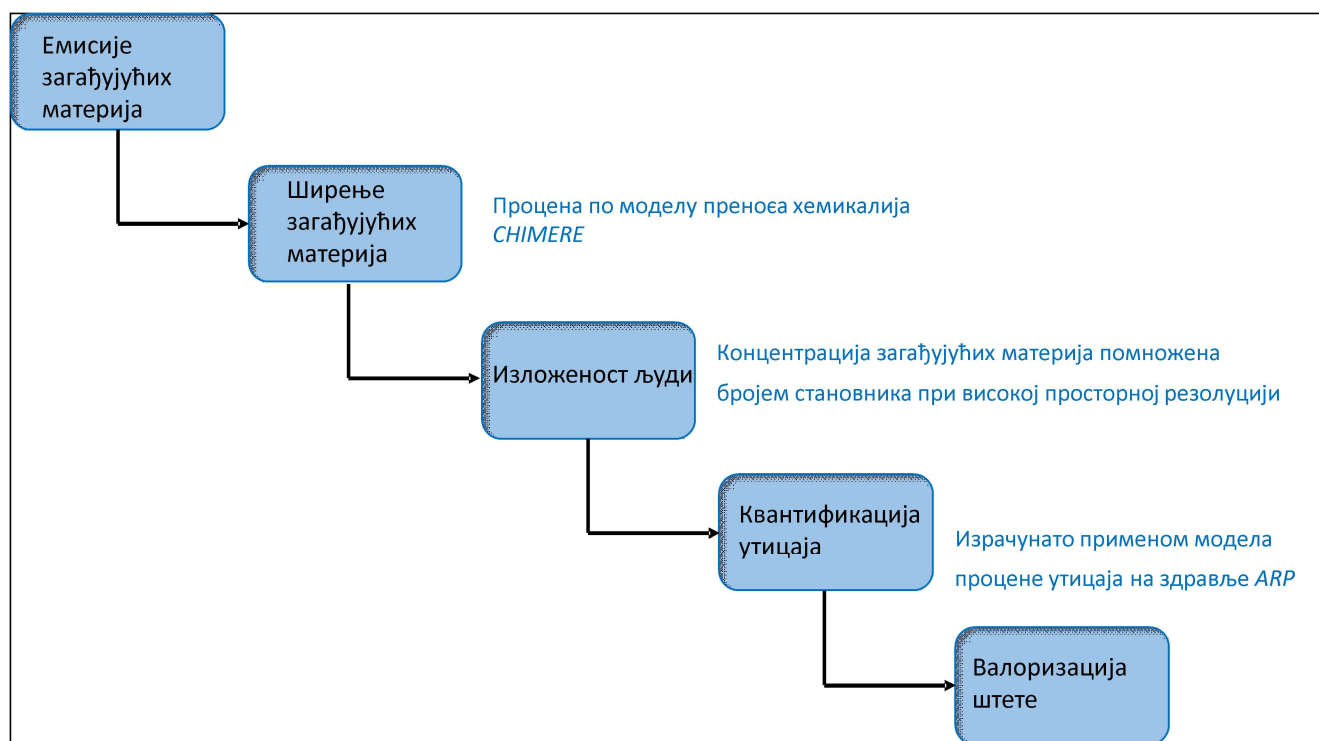 Емисије
загађујућих
материја
Ширење
загађујућих
материја
Процена по моделу преноса хемикалија
CHIMERE
Изложеност људи
Концентрација загађујућих материја помножена
бројем становника при високој просторној резолуцији
Квантификација
утицаја
Израчунато применом модела
процене утицаја на здравље ARP
Валоризација
штете